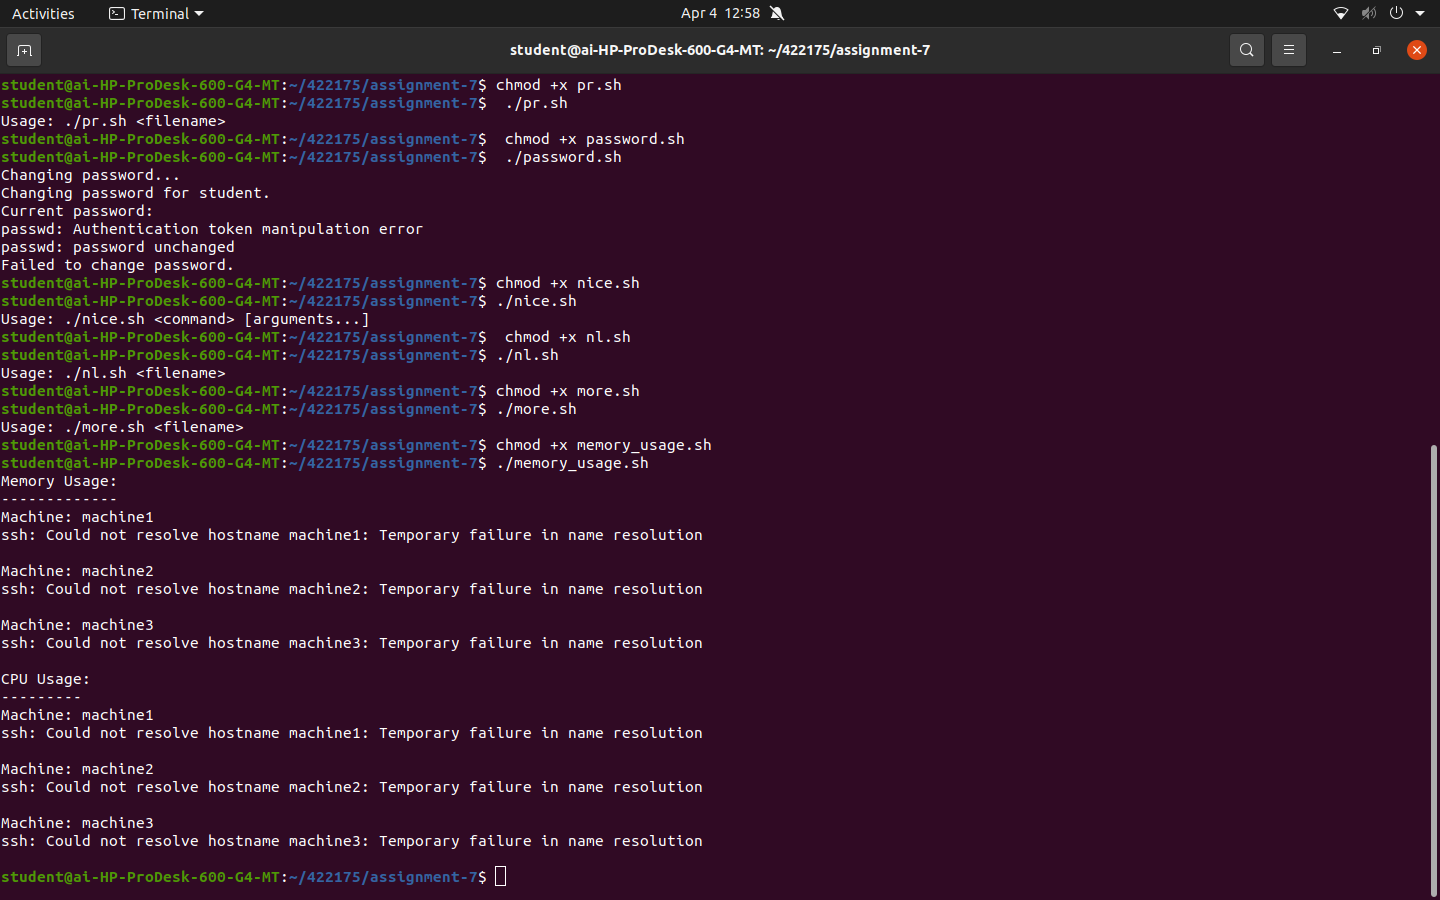 Activities Terminal Apr 4 12:58
student@ai-HP-ProDesk-600-G4-MT: ~/422175/assignment-7
student@ai-HP-ProDesk-600-G4-MT:~/422175/assignment-7$ chmod +x pr.sh
student@ai-HP-ProDesk-600-G4-MT:~/422175/assignment-7$  ./pr.sh
Usage: ./pr.sh <filename>
student@ai-HP-ProDesk-600-G4-MT:~/422175/assignment-7$  chmod +x password.sh
student@ai-HP-ProDesk-600-G4-MT:~/422175/assignment-7$  ./password.sh
Changing password...
Changing password for student.
Current password:
passwd: Authentication token manipulation error
passwd: password unchanged
Failed to change password.
student@ai-HP-ProDesk-600-G4-MT:~/422175/assignment-7$ chmod +x nice.sh
student@ai-HP-ProDesk-600-G4-MT:~/422175/assignment-7$ ./nice.sh
Usage: ./nice.sh <command> [arguments...]
student@ai-HP-ProDesk-600-G4-MT:~/422175/assignment-7$  chmod +x nl.sh
student@ai-HP-ProDesk-600-G4-MT:~/422175/assignment-7$ ./nl.sh
Usage: ./nl.sh <filename>
student@ai-HP-ProDesk-600-G4-MT:~/422175/assignment-7$ chmod +x more.sh
student@ai-HP-ProDesk-600-G4-MT:~/422175/assignment-7$ ./more.sh
Usage: ./more.sh <filename>
student@ai-HP-ProDesk-600-G4-MT:~/422175/assignment-7$ chmod +x memory_usage.sh
student@ai-HP-ProDesk-600-G4-MT:~/422175/assignment-7$ ./memory_usage.sh
Memory Usage:
-------------
Machine: machine1
ssh: Could not resolve hostname machine1: Temporary failure in name resolution

Machine: machine2
ssh: Could not resolve hostname machine2: Temporary failure in name resolution

Machine: machine3
ssh: Could not resolve hostname machine3: Temporary failure in name resolution

CPU Usage:
---------
Machine: machine1
ssh: Could not resolve hostname machine1: Temporary failure in name resolution

Machine: machine2
ssh: Could not resolve hostname machine2: Temporary failure in name resolution

Machine: machine3
ssh: Could not resolve hostname machine3: Temporary failure in name resolution

student@ai-HP-ProDesk-600-G4-MT:~/422175/assignment-7$